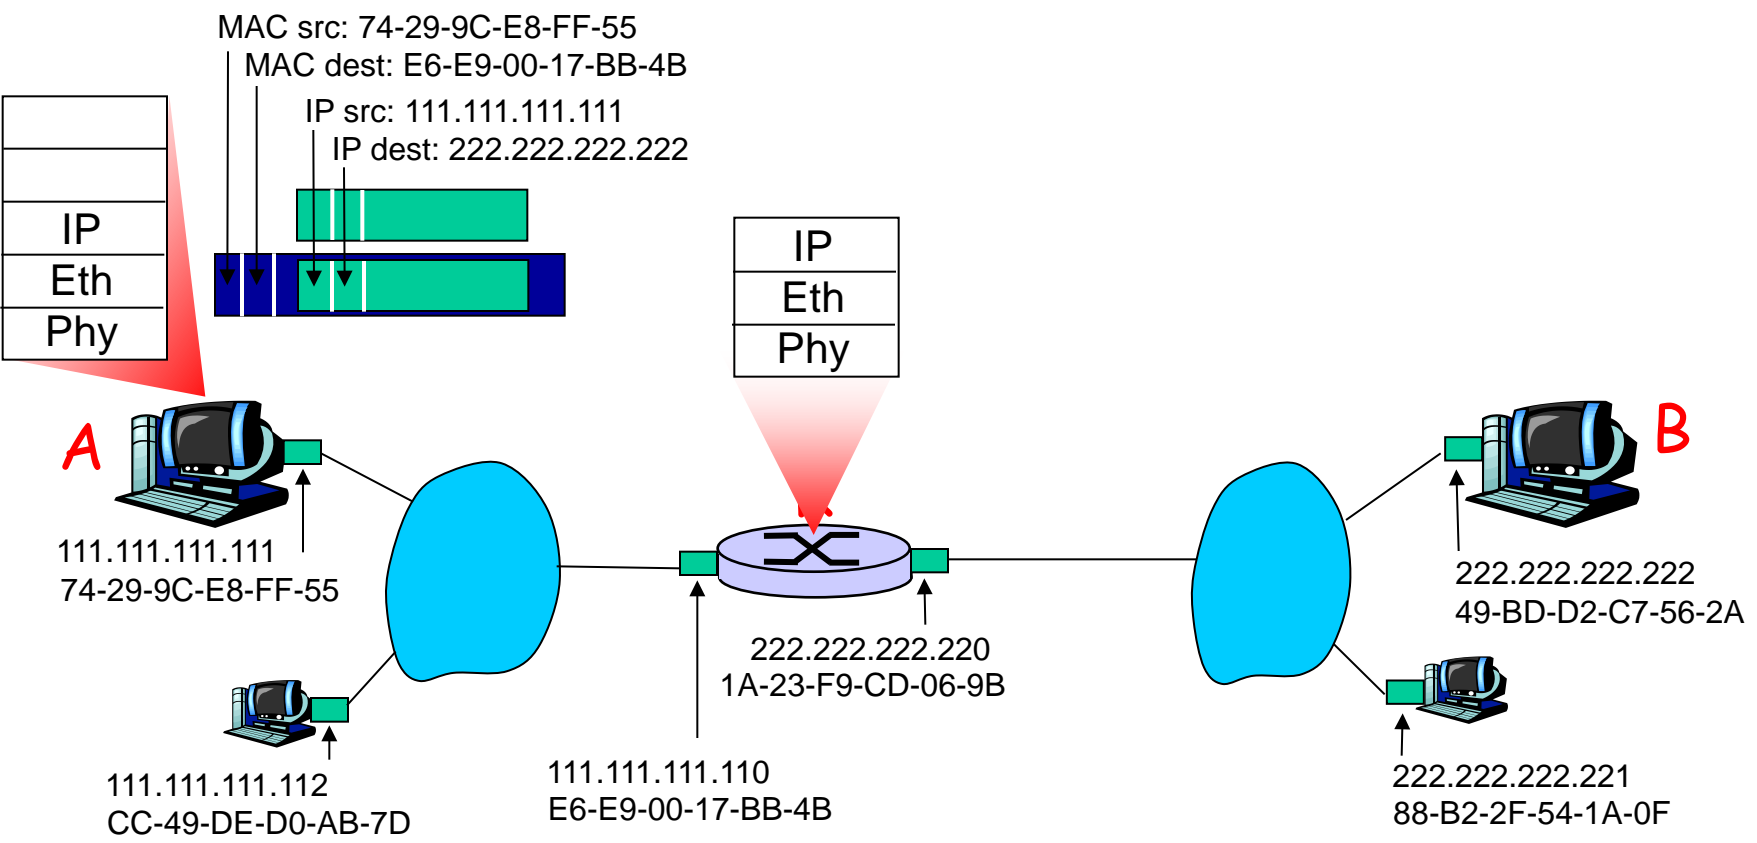 MAC src: 74-29-9C-E8-FF-55
MAC dest: E6-E9-00-17-BB-4B
IP src: 111.111.111.111
IP dest: 222.222.222.222
IP
Eth
Phy
IP
Eth
Phy
A
B
111.111.111.111
74-29-9C-E8-FF-55
222.222.222.222
49-BD-D2-C7-56-2A
222.222.222.220
1A-23-F9-CD-06-9B
111.111.111.112
CC-49-DE-D0-AB-7D
111.111.111.110
E6-E9-00-17-BB-4B
222.222.222.221
88-B2-2F-54-1A-0F